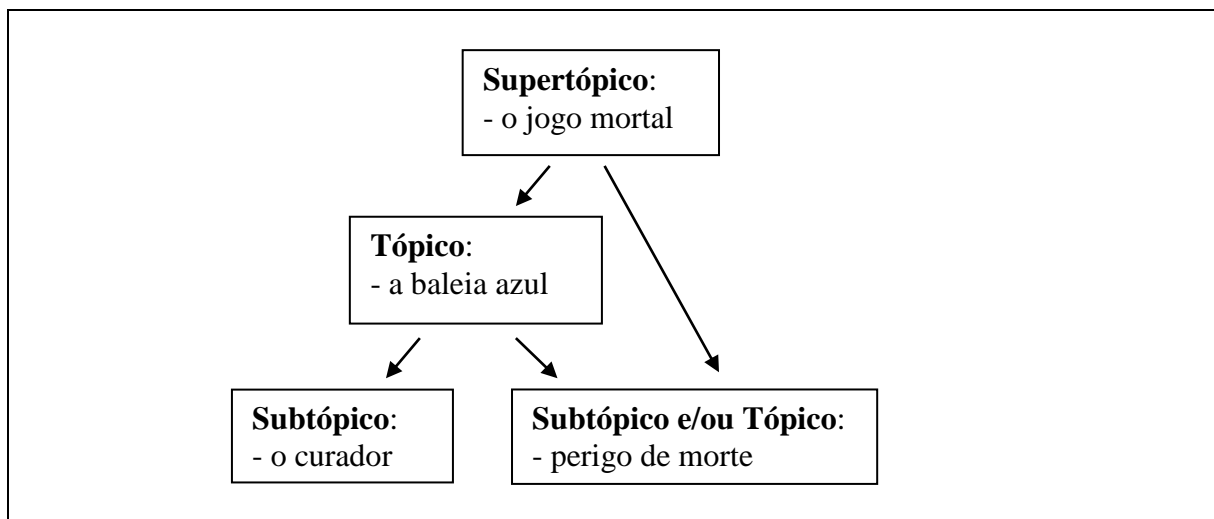 Supertópico:
- o jogo mortal
Tópico:
- a baleia azul
Subtópico:
- o curador
Subtópico e/ou Tópico:
- perigo de morte